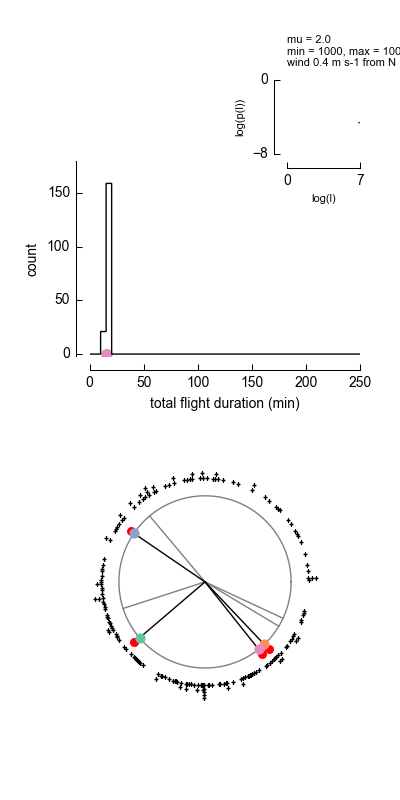 mu = 2.0
min = 1000, max = 100
wind 0.4 m s-1 from N
0
log(p(l))
−8
0 7
log(l)
150
100
50
0
count
0 50 100 150 200 250
total flight duration (min)